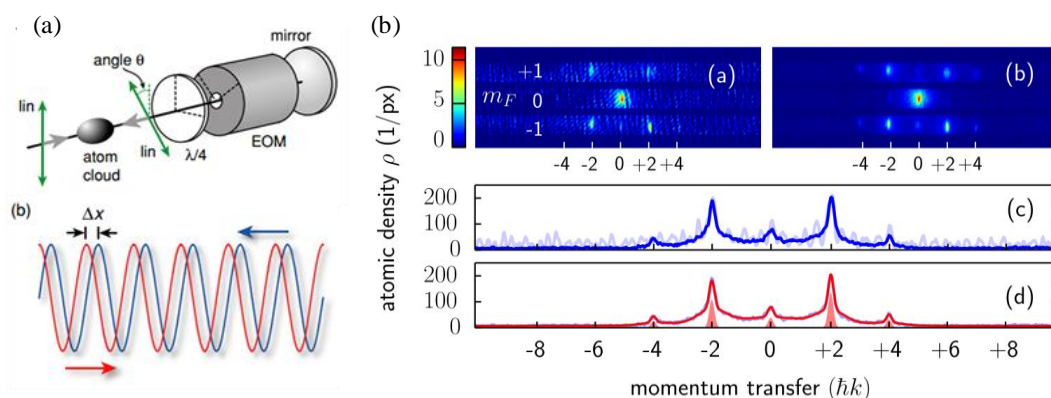 (a)
mirror
angle θ
lin
EOM
λ/4
lin
atom
cloud
(b)
Δx
(b)
atomic density ρ (1/px)
10
5
0
+1
m_F 0
-1
(a)
(b)
-4 -2 0 +2 +4
-4 -2 0 +2 +4
200
100
0
(c)
200
100
0
(d)
-8 -6 -4 -2 0 +2 +4 +6 +8
momentum transfer (ħk)